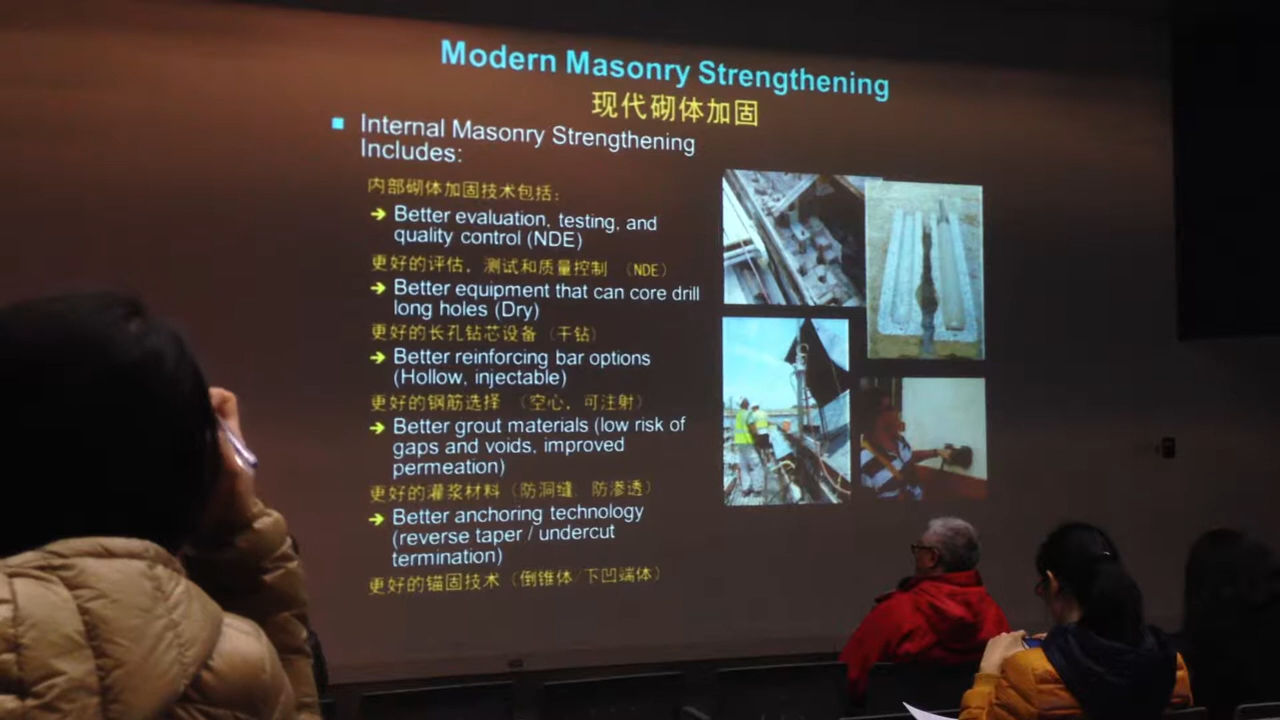 Modern Masonry Strengthening
现代砌体加固
Internal Masonry Strengthening
Includes:
内部砌体加固技术包括:
Better evaluation, testing, and
quality control (NDE)
更好的评估, 测试和质量控制 (NDE)
Better equipment that can core drill
long holes (Dry)
更好的长孔钻芯设备 (干钻)
Better reinforcing bar options
(Hollow, injectable)
更好的钢筋选择 (空心, 可注射)
Better grout materials (low risk of
gaps and voids, improved
permeation)
更好的灌浆材料 (防洞缝 防渗透)
Better anchoring technology
(reverse taper / undercut
termination)
更好的锚固技术 (倒锥体/下凹端体)